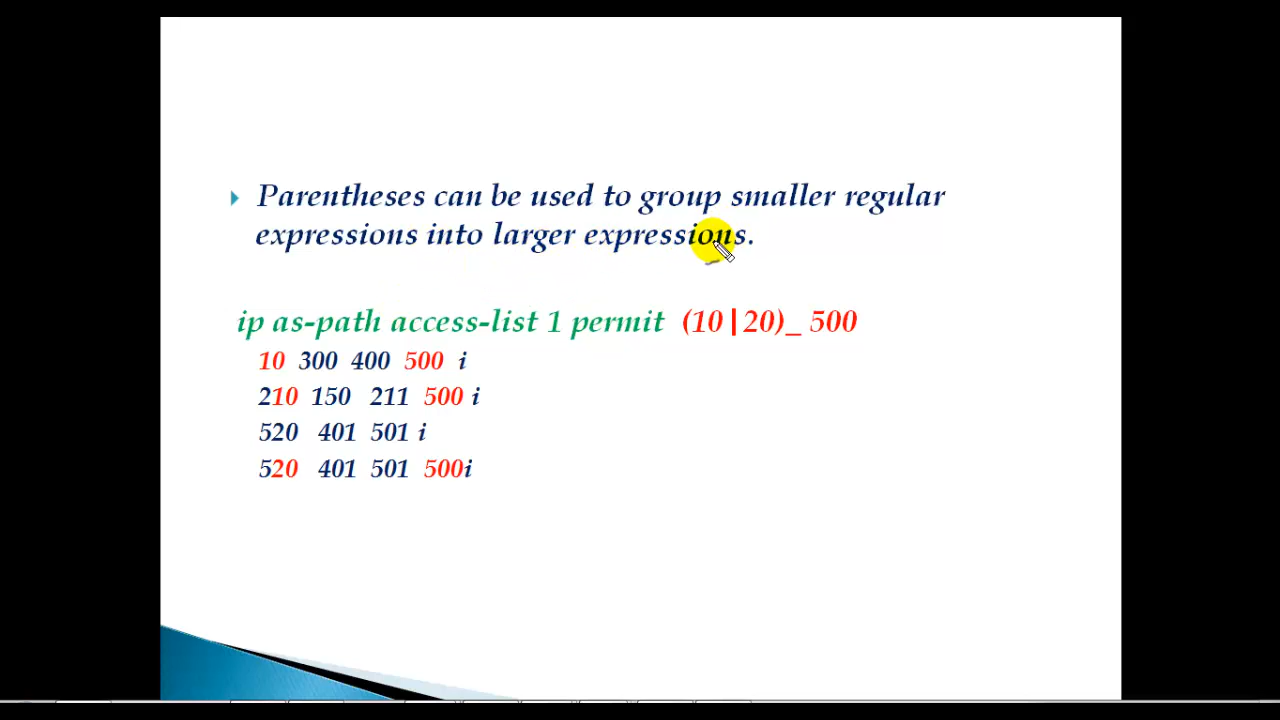 Parentheses can be used to group smaller regular
expressions into larger expressions.
ip as-path access-list 1 permit (10|20)_ 500
10 300 400 500 i
210 150 211 500 i
520 401 501 i
520 401 501 500i